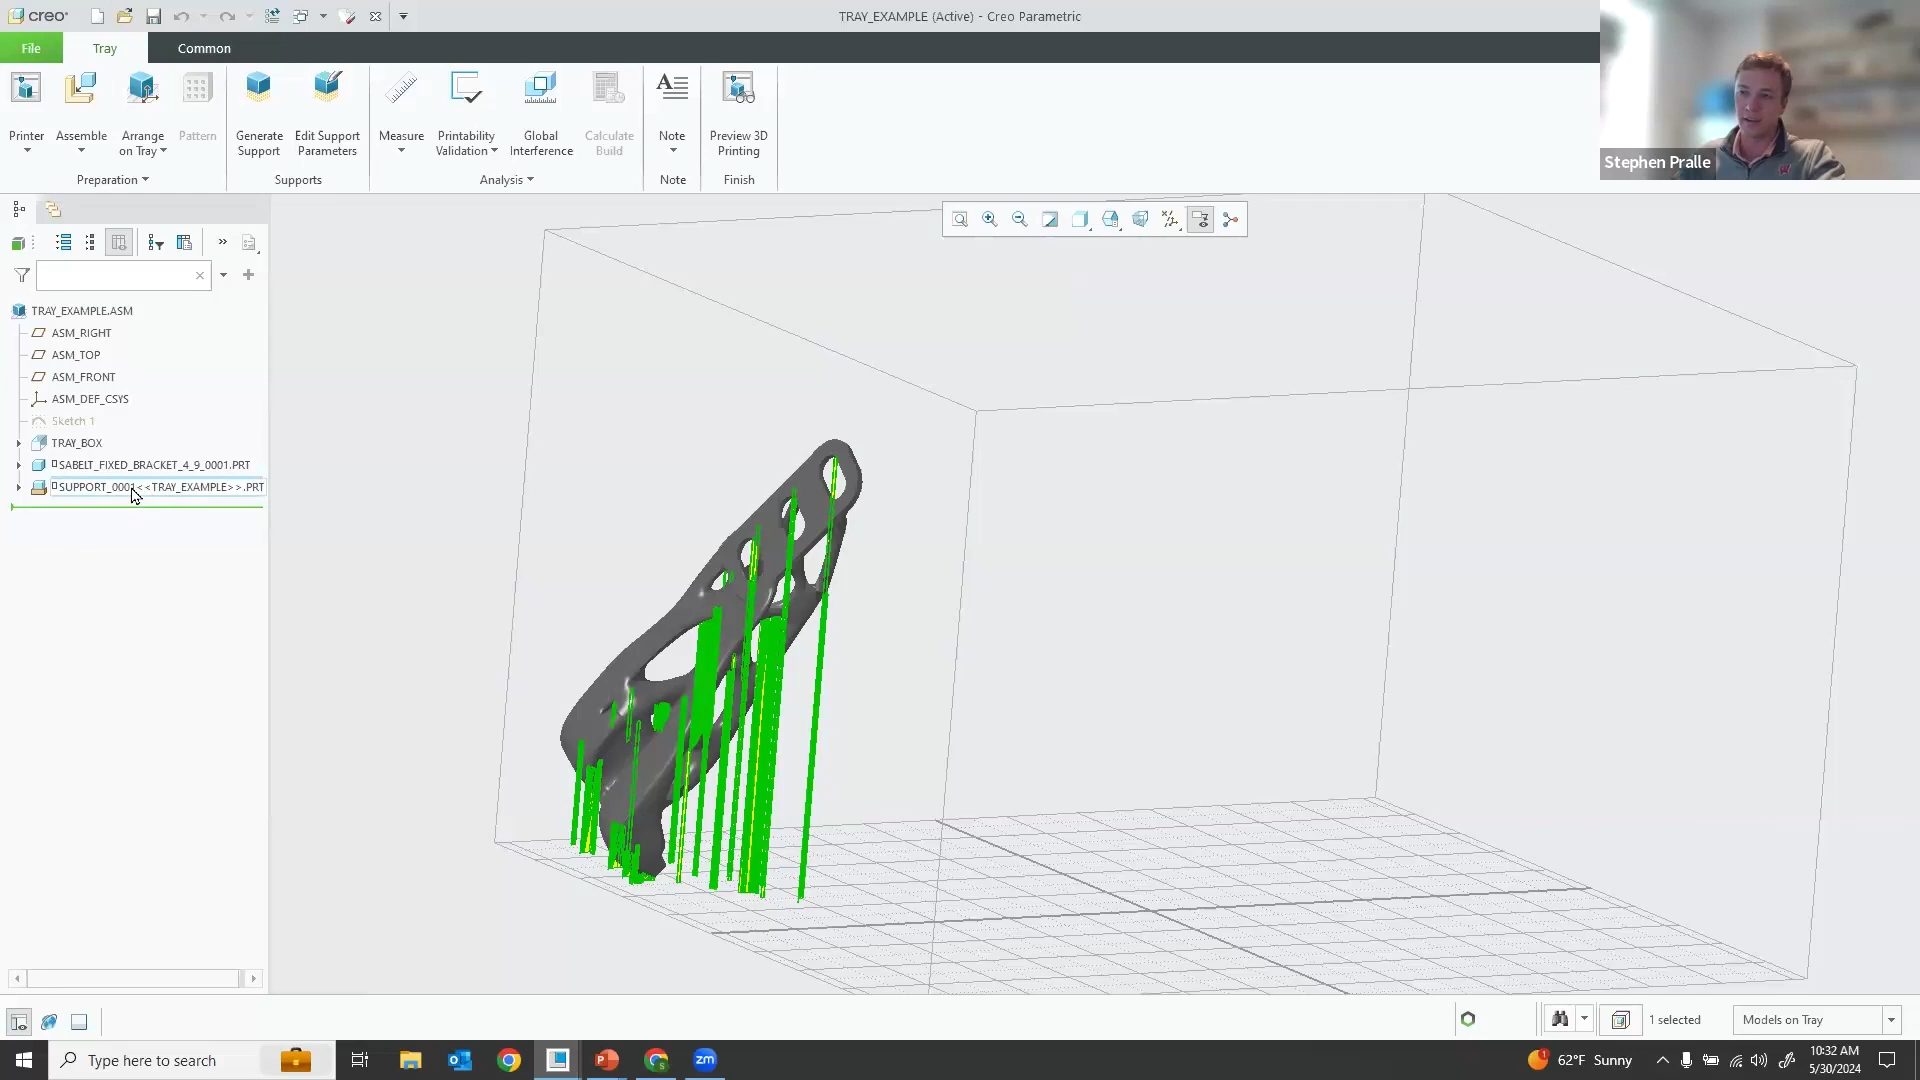 creo
TRAY_EXAMPLE (Active) - Creo Parametric
File
Tray
Common
Printer
Assemble
Arrange on Tray
Pattern
Generate Support
Edit Support Parameters
Measure
Printability Validation
Global Interference
Calculate Build
Note
Preview 3D Printing
Preparation
Supports
Analysis
Note
Finish
Stephen Pralle
TRAY_EXAMPLE.ASM
ASM_RIGHT
ASM_TOP
ASM_FRONT
ASM_DEF_CSYS
Sketch 1
TRAY_BOX
SABELT_FIXED_BRACKET_4_9_0001.PRT
SUPPORT_0001<<TRAY_EXAMPLE>>.PRT
1 selected
Models on Tray
Type here to search
zm
1
62°F Sunny
10:32 AM
5/30/2024